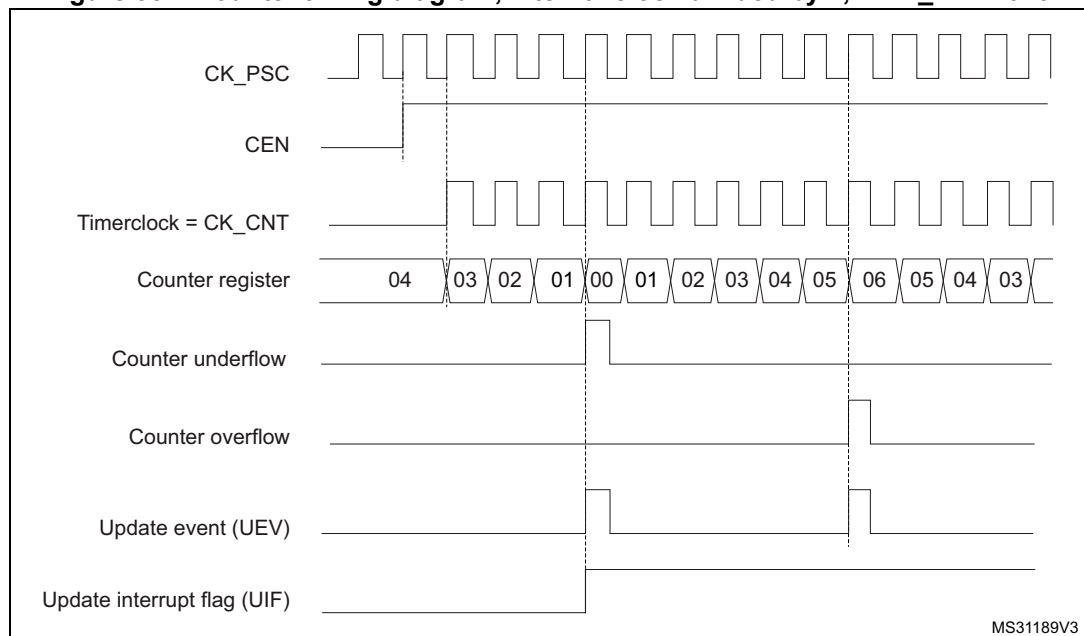 CK_PSC
CEN
Timerclock = CK_CNT
Counter register 04 03 02 01 00 01 02 03 04 05 06 05 04 03
Counter underflow
Counter overflow
Update event (UEV)
Update interrupt flag (UIF)
MS31189V3